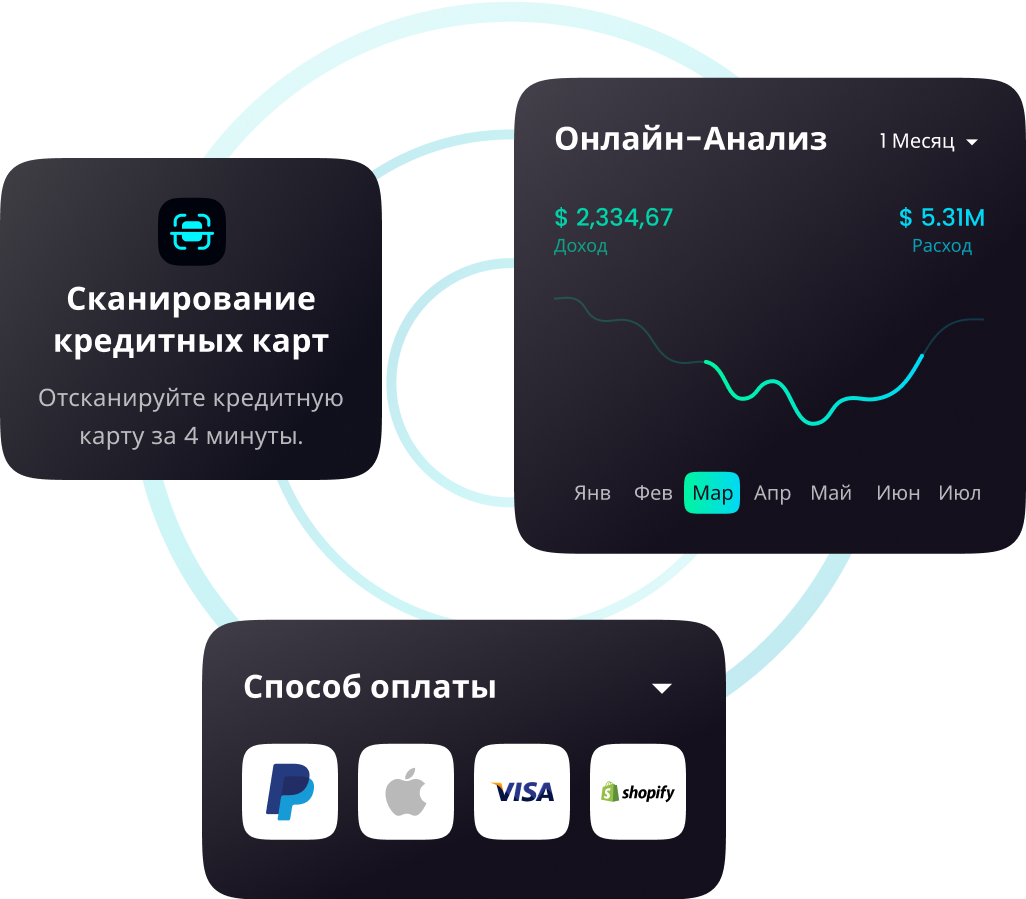 Онлайн-Анализ
1 Месяц
$ 2,334,67
$ 5.31M
Доход
Расход
Янв Фев Мар Апр Май Июн Июл
Сканирование
кредитных карт
Отсканируйте кредитную
карту за 4 минуты.
Способ оплаты
VISA
shopify